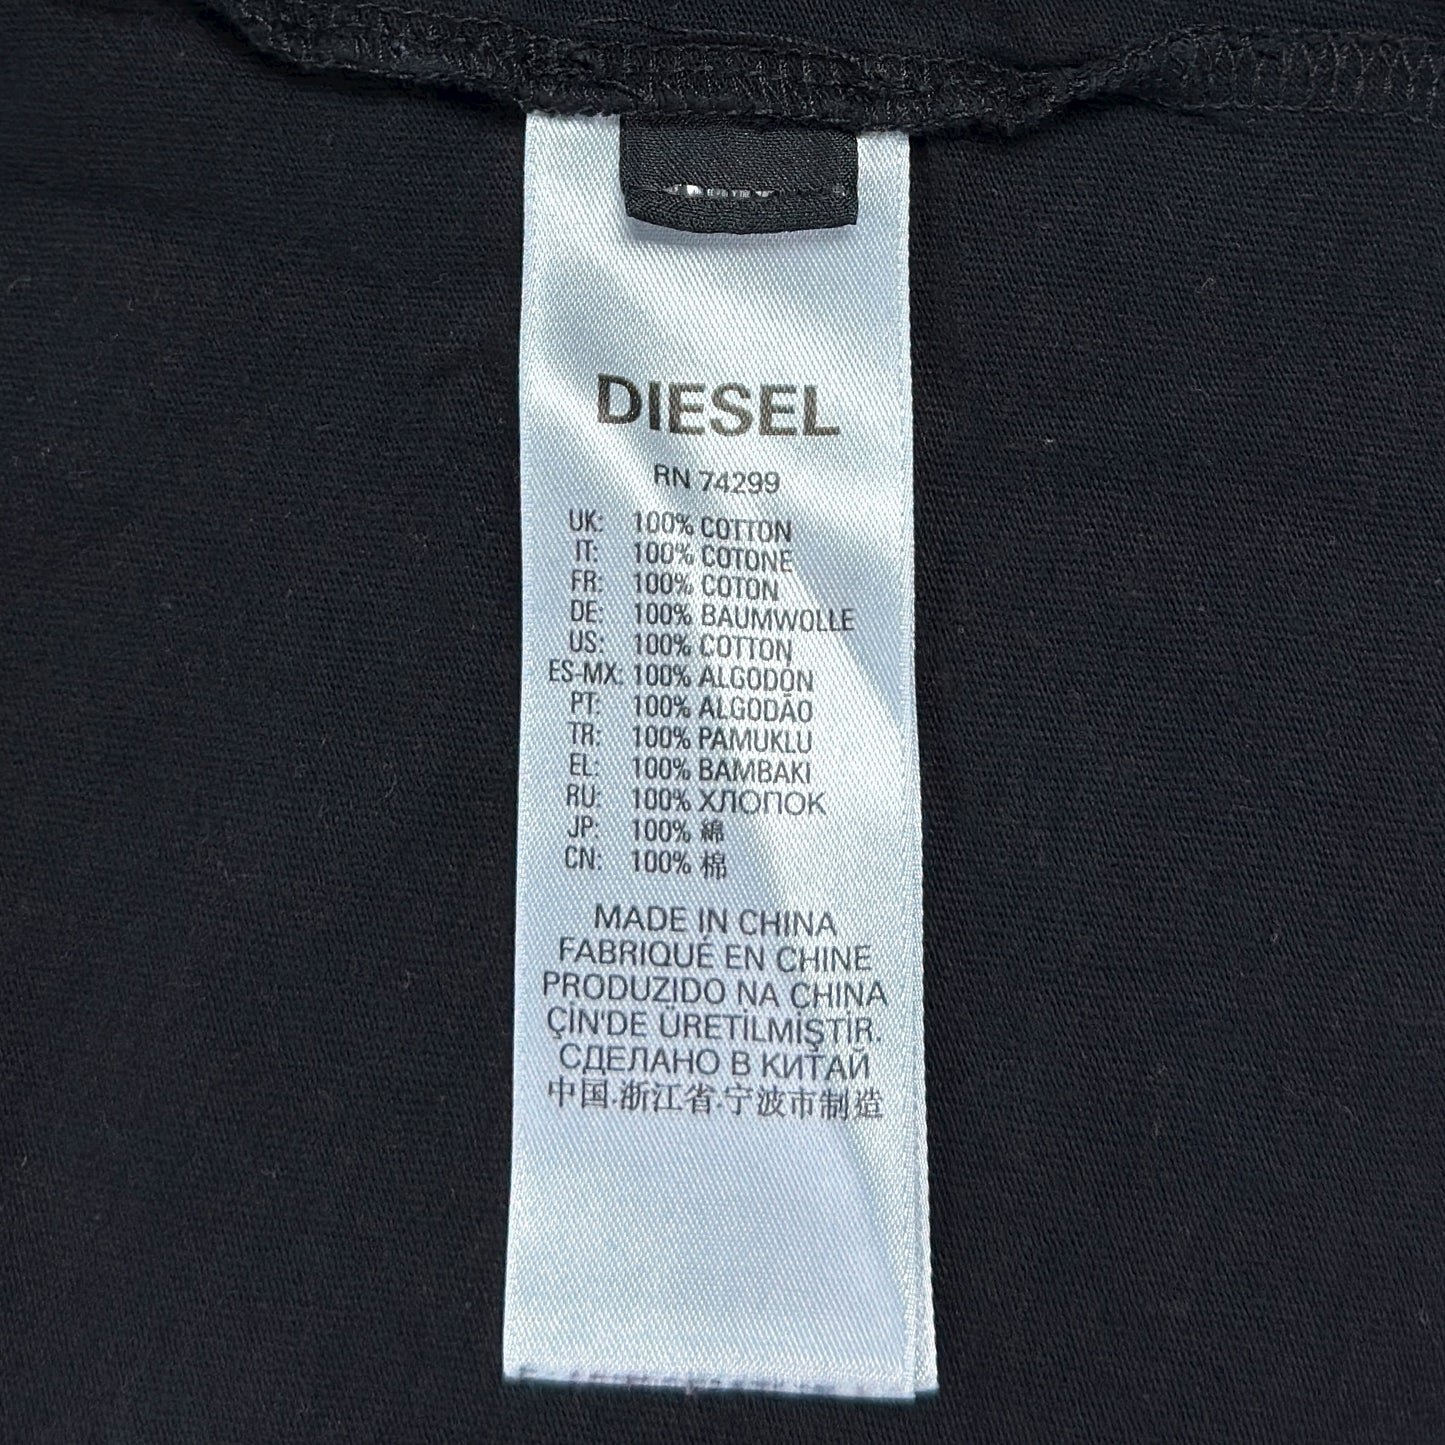 DIESEL
RN 74299
UK: 100% COTTON
IT: 100% COTONE
FR: 100% COTON
DE: 100% BAUMWOLLE
US: 100% COTTON
ES-MX: 100% ALGODÓN
PT: 100% ALGODÃO
TR: 100% PAMUKLU
EL: 100% BAMBAKI
RU: 100% ХЛОПОК
JP: 100% 綿
CN: 100% 棉
MADE IN CHINA
FABRIQUÉ EN CHINE
PRODUZIDO NA CHINA
ÇİN'DE ÜRETİLMİŞTİR.
СДЕЛАНО В КИТАЙ
中国.浙江省.宁波市制造